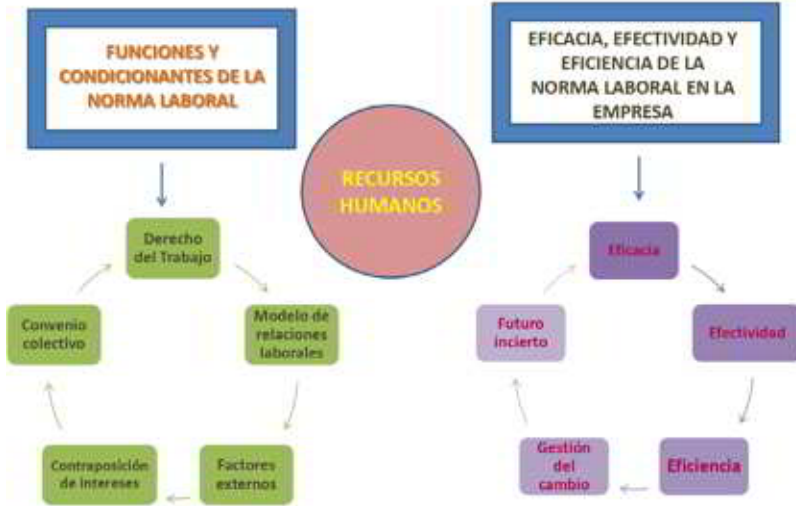 FUNCIONES Y
CONDICIONANTES DE LA
NORMA LABORAL
EFICACIA, EFECTIVIDAD Y
EFICIENCIA DE LA
NORMA LABORAL EN LA
EMPRESA
RECURSOS
HUMANOS
Derecho
del Trabajo
Modelo de
relaciones
laborales
Factores
externos
Contraposición
de intereses
Convenio
colectivo
Eficacia
Efectividad
Eficiencia
Gestión
del
cambio
Futuro
incierto